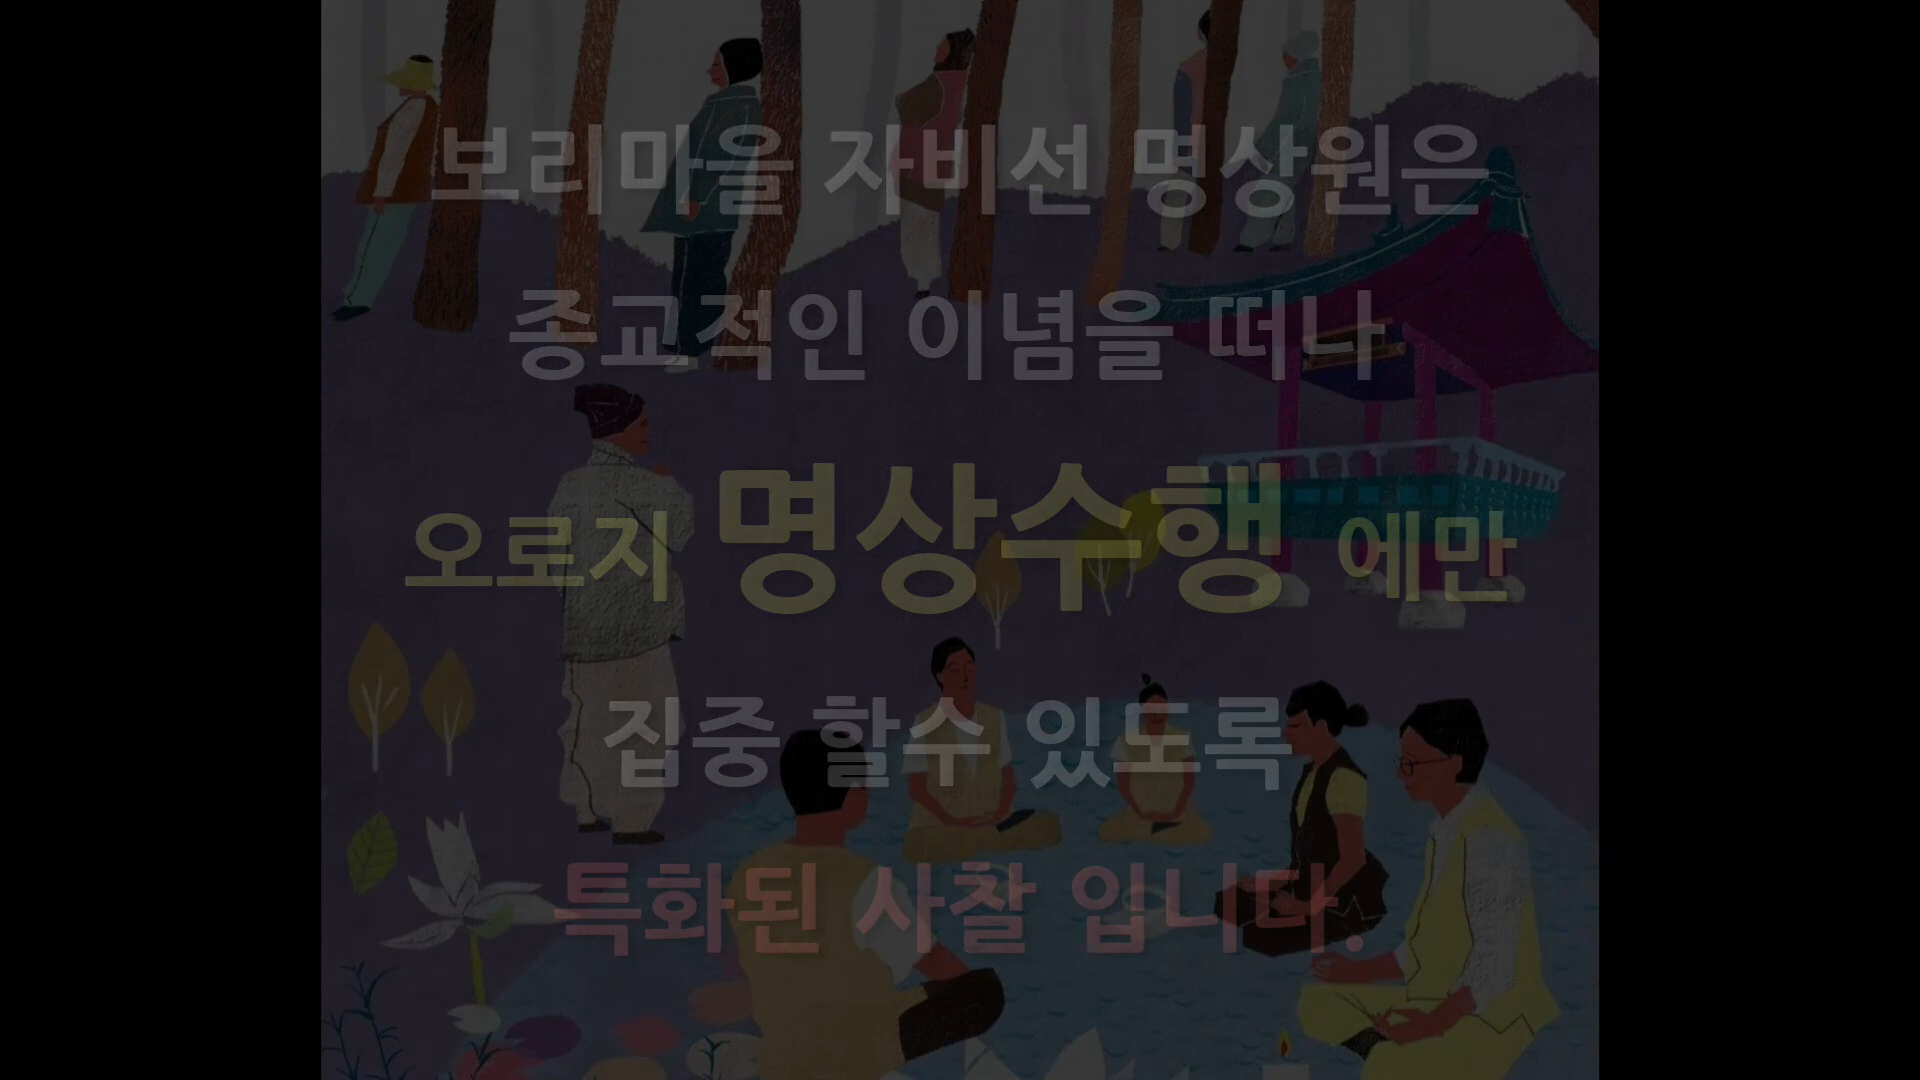 보리마을 자비선 명상원은
종교적인 이념을 떠나
오로지 명상수행 에만
집중 할수 있도록
특화된 사찰 입니다.